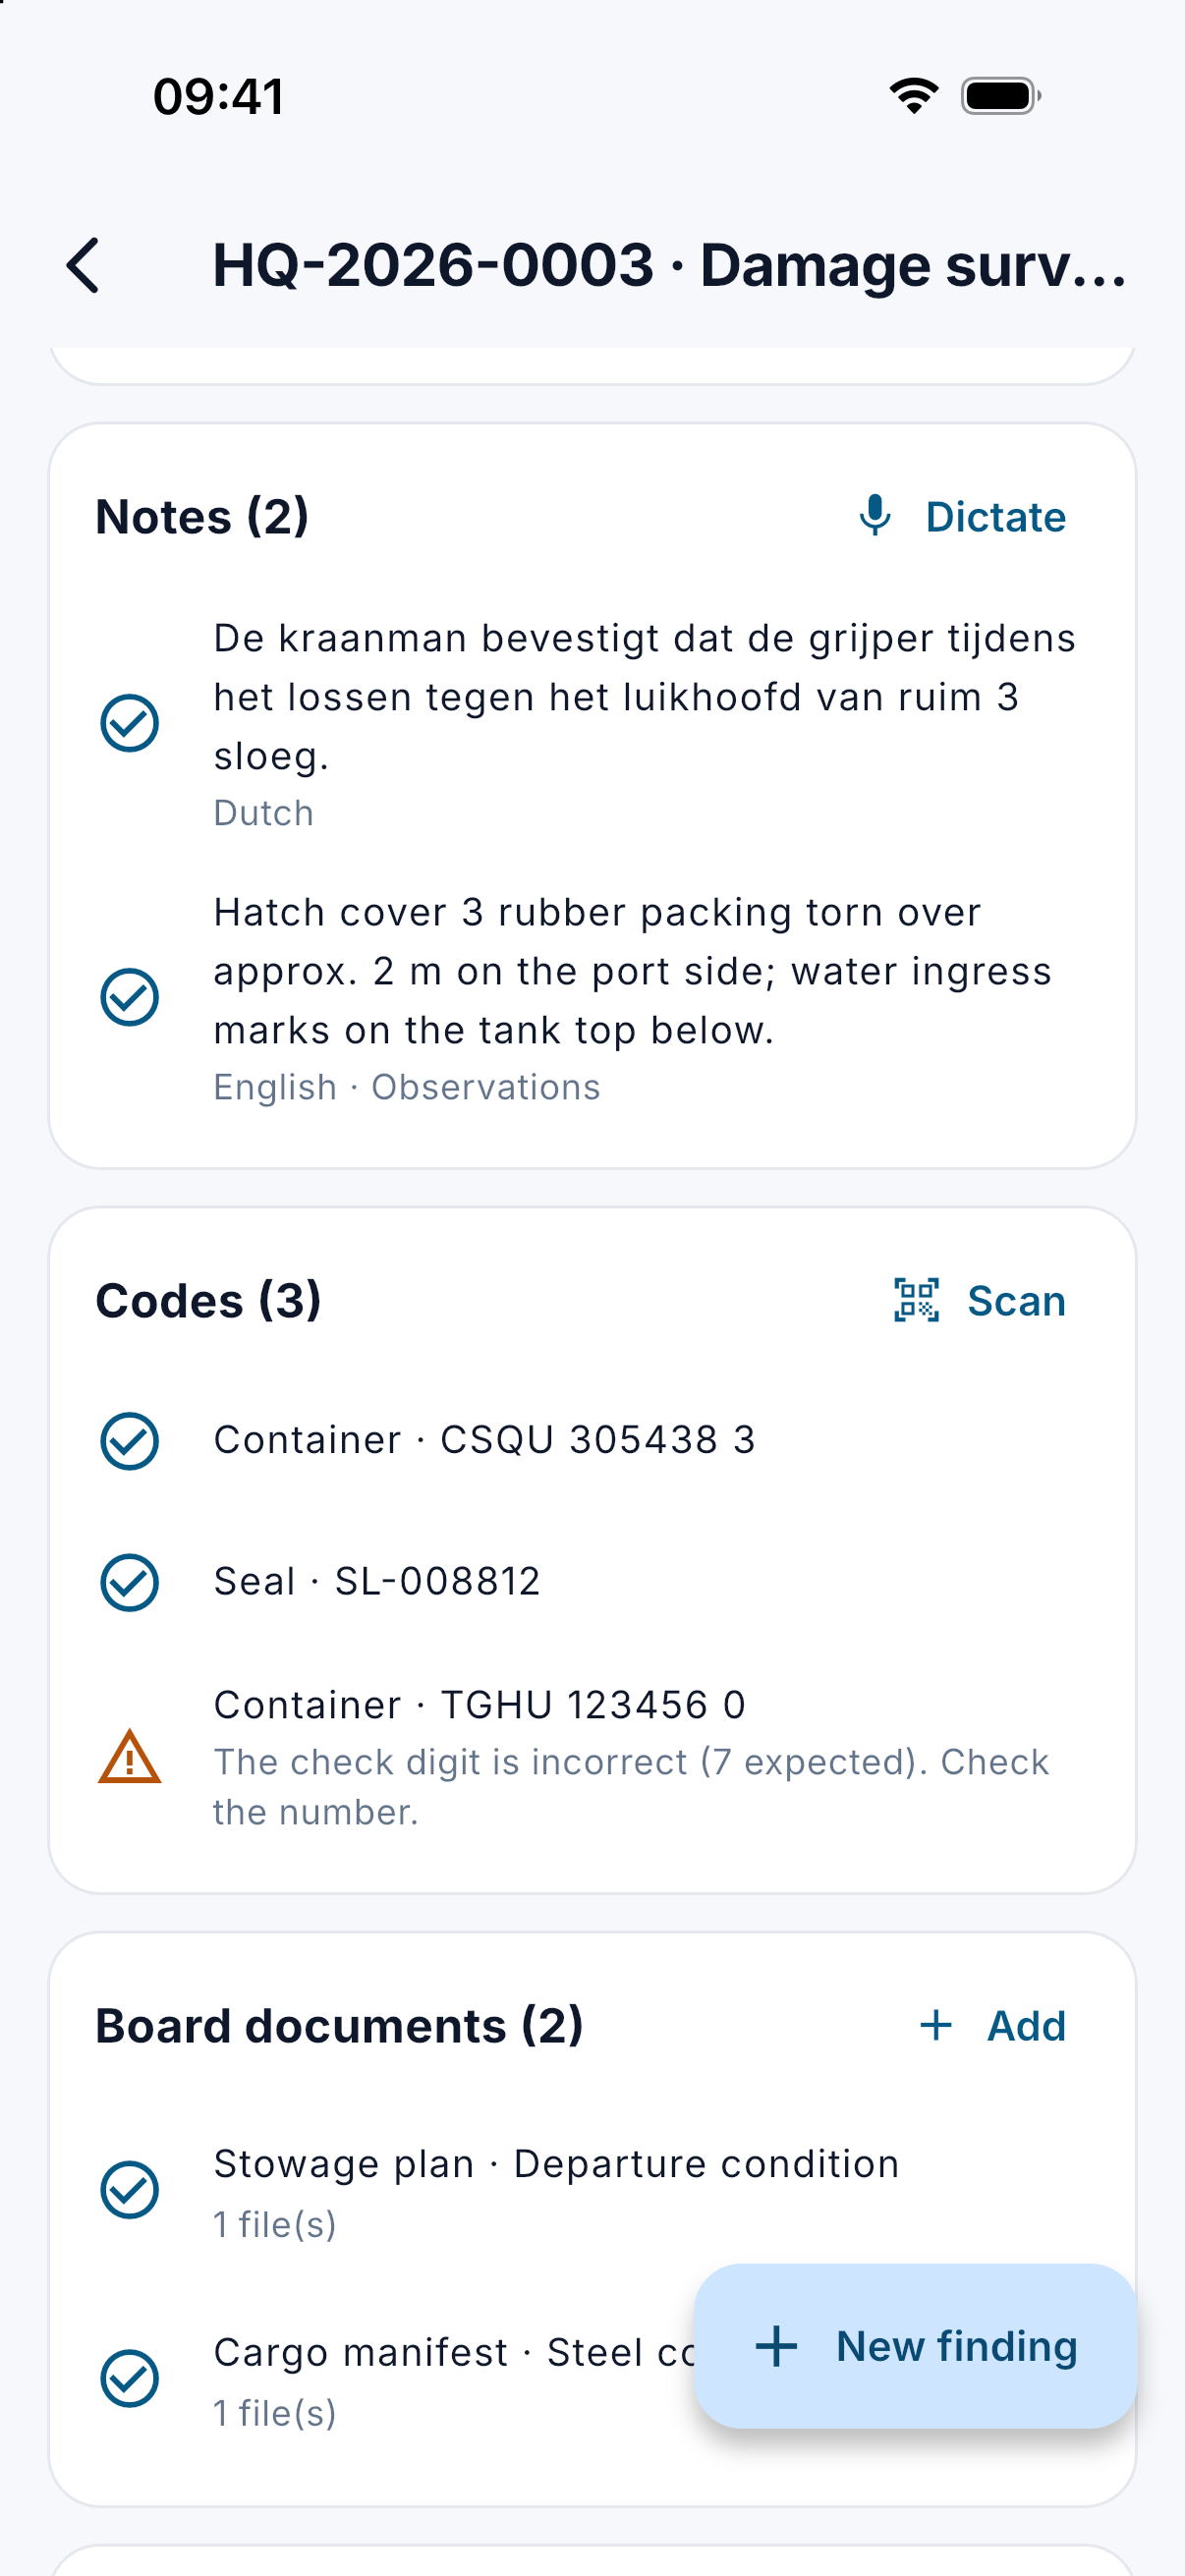 09:41
HQ-2026-0003 · Damage surv...
Notes (2)
Dictate
De kraanman bevestigt dat de grijper tijdens
het lossen tegen het luikhoofd van ruim 3
sloeg.
Dutch
Hatch cover 3 rubber packing torn over
approx. 2 m on the port side; water ingress
marks on the tank top below.
English · Observations
Codes (3)
Scan
Container · CSQU 305438 3
Seal · SL-008812
Container · TGHU 123456 0
The check digit is incorrect (7 expected). Check
the number.
Board documents (2)
Add
Stowage plan · Departure condition
1 file(s)
Cargo manifest · Steel
1 file(s)
New finding